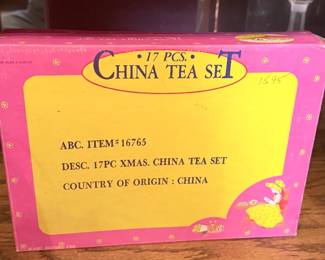 17 PCS.
CHINA TEA SET
1595
ABC. ITEM# 16765
DESC. 17PC XMAS. CHINA TEA SET
COUNTRY OF ORIGIN : CHINA